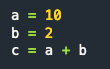 a = 10
b = 2
c = a + b